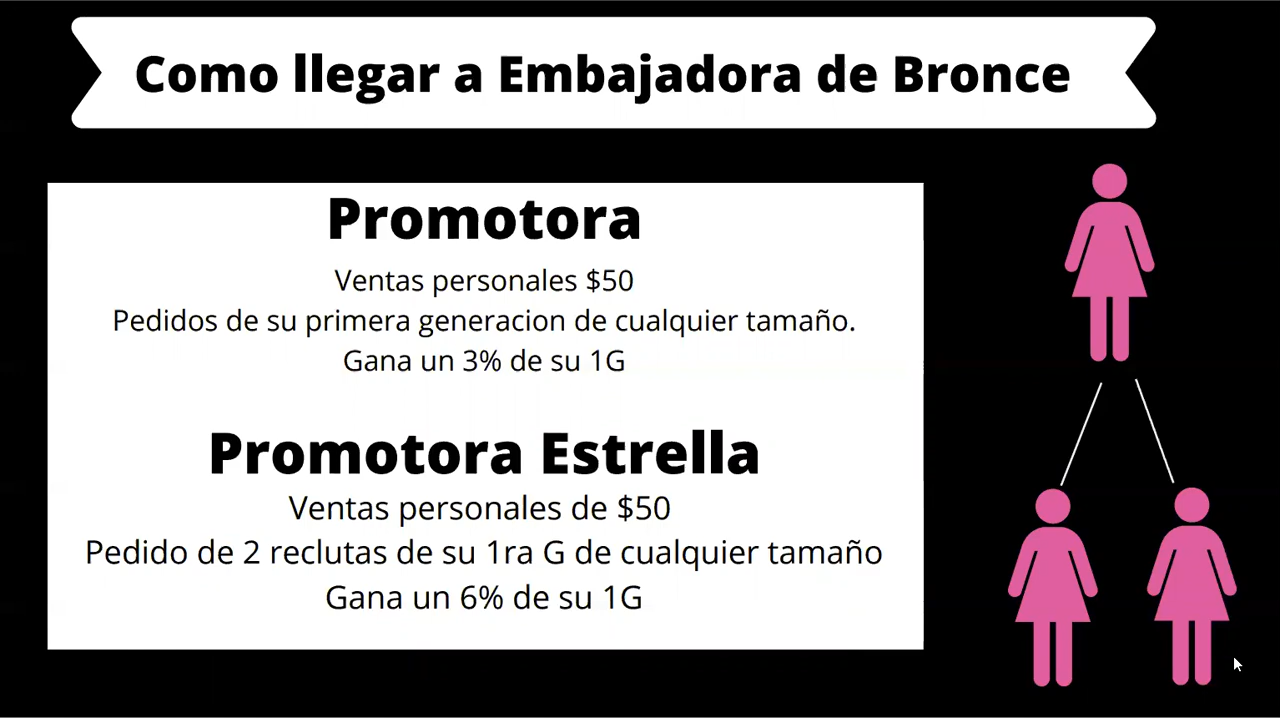 Como llegar a Embajadora de Bronce
Promotora
Ventas personales $50
Pedidos de su primera generacion de cualquier tamaño.
Gana un 3% de su 1G
Promotora Estrella
Ventas personales de $50
Pedido de 2 reclutas de su 1ra G de cualquier tamaño
Gana un 6% de su 1G